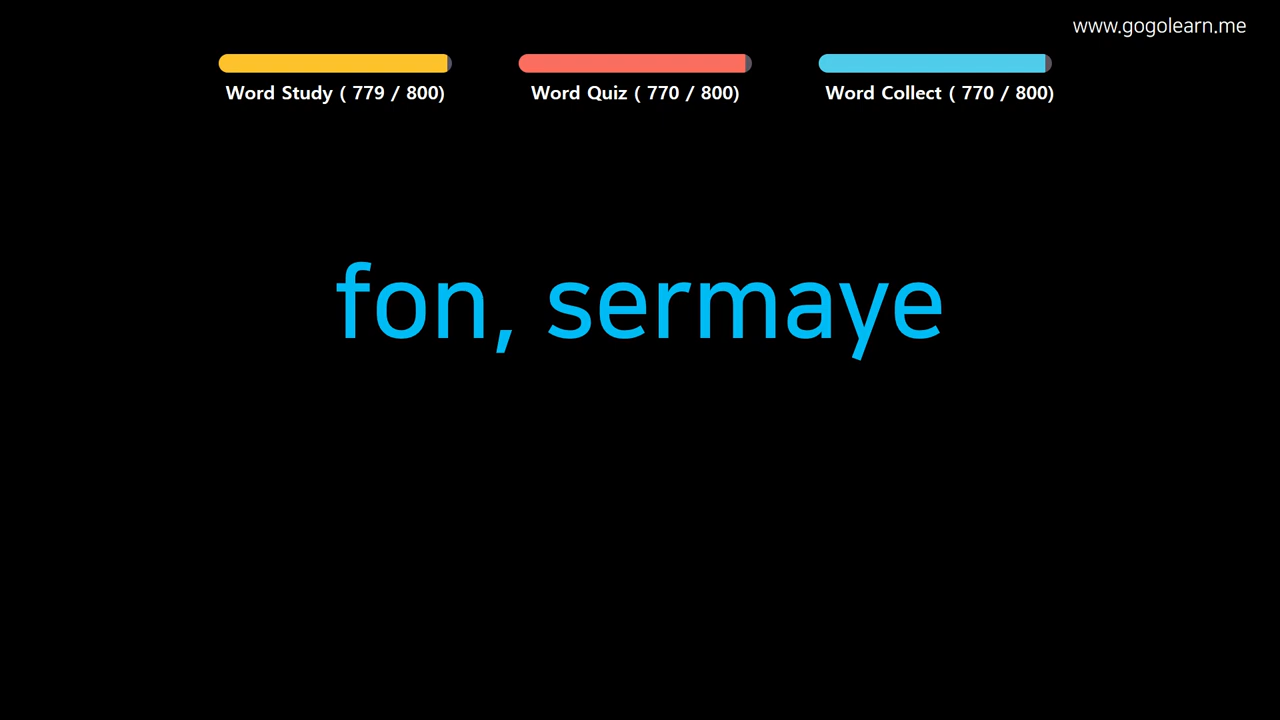 www.gogolearn.me
Word Study ( 779 / 800)
Word Quiz ( 770 / 800)
Word Collect ( 770 / 800)
fon, sermaye